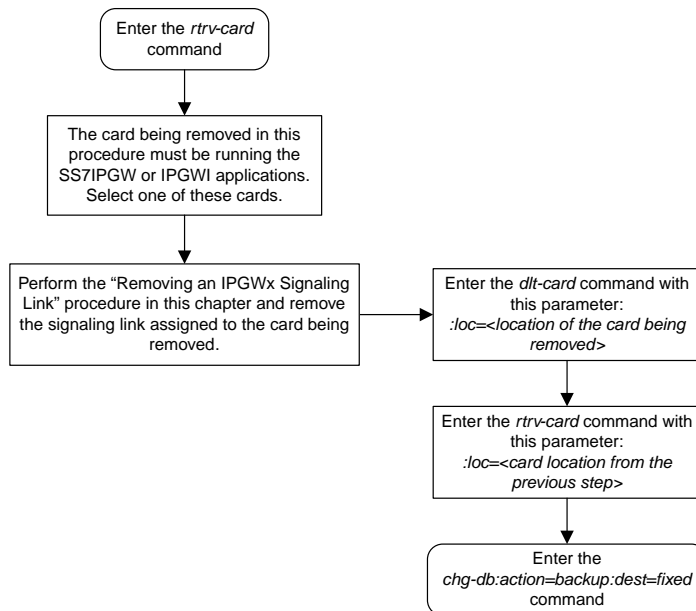 Enter the rtrv-card
command
The card being removed in this
procedure must be running the
SS7IPGW or IPGWI applications.
Select one of these cards.
Perform the “Removing an IPGWx Signaling
Link” procedure in this chapter and remove
the signaling link assigned to the card being
removed.
Enter the dlt-card command with
this parameter:
:loc=<location of the card being
removed>
Enter the rtrv-card command with
this parameter:
:loc=<card location from the
previous step>
Enter the
chg-db:action=backup:dest=fixed
command